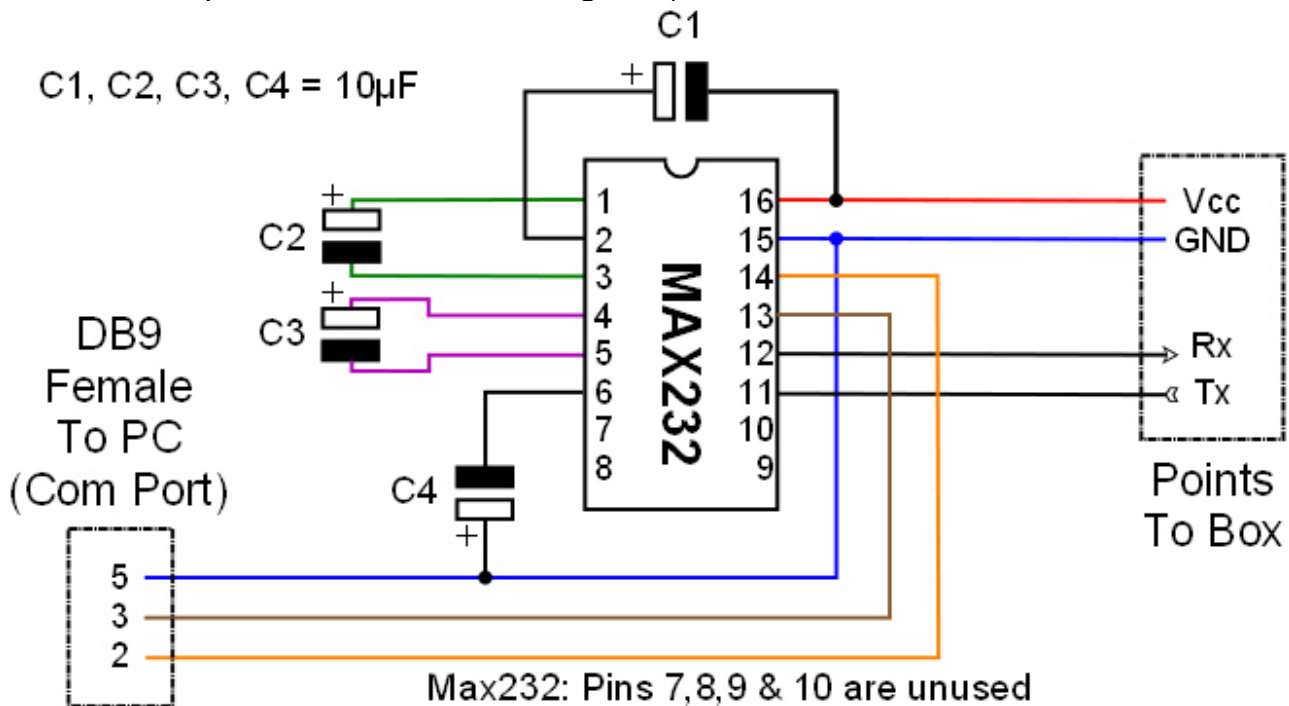 C1
C1, C2, C3, C4 = 10µF
+
1
2
3
4
5
6
7
8
16
15
14
13
12
11
10
9
MAX232
+
C2
+
C3
C4
+
Vcc
GND
Rx
Tx
Points
To Box
DB9
Female
To PC
(Com Port)
5
3
2
Max232: Pins 7,8,9 & 10 are unused